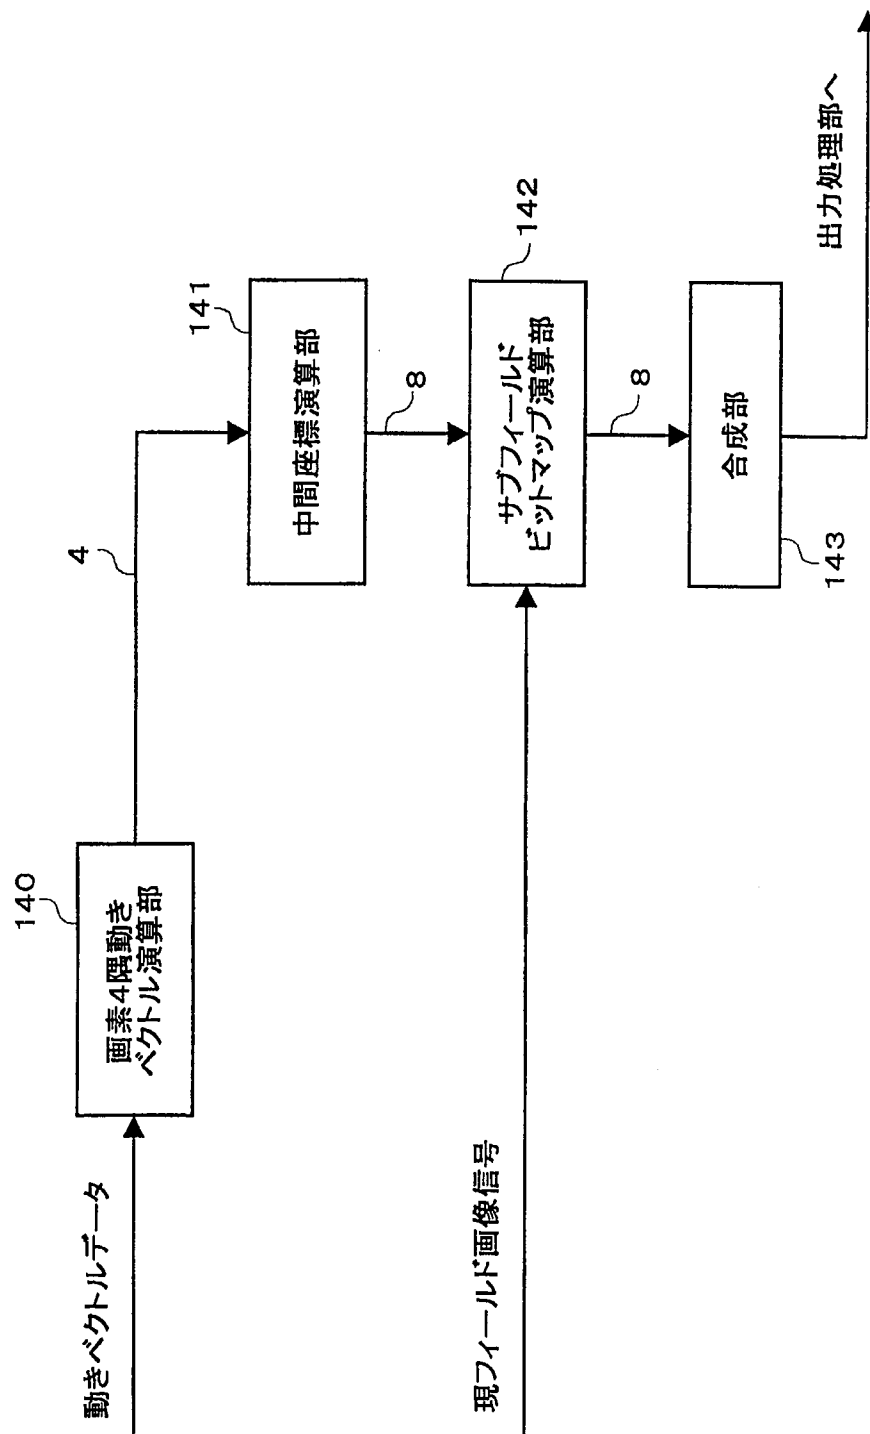 動きベクトルデータ
140
画素4隅動き
ベクトル演算部
4
141
中間座標演算部
8
現フィールド画像信号
142
サブフィールド
ビットマップ演算部
8
143
合成部
出力処理部へ